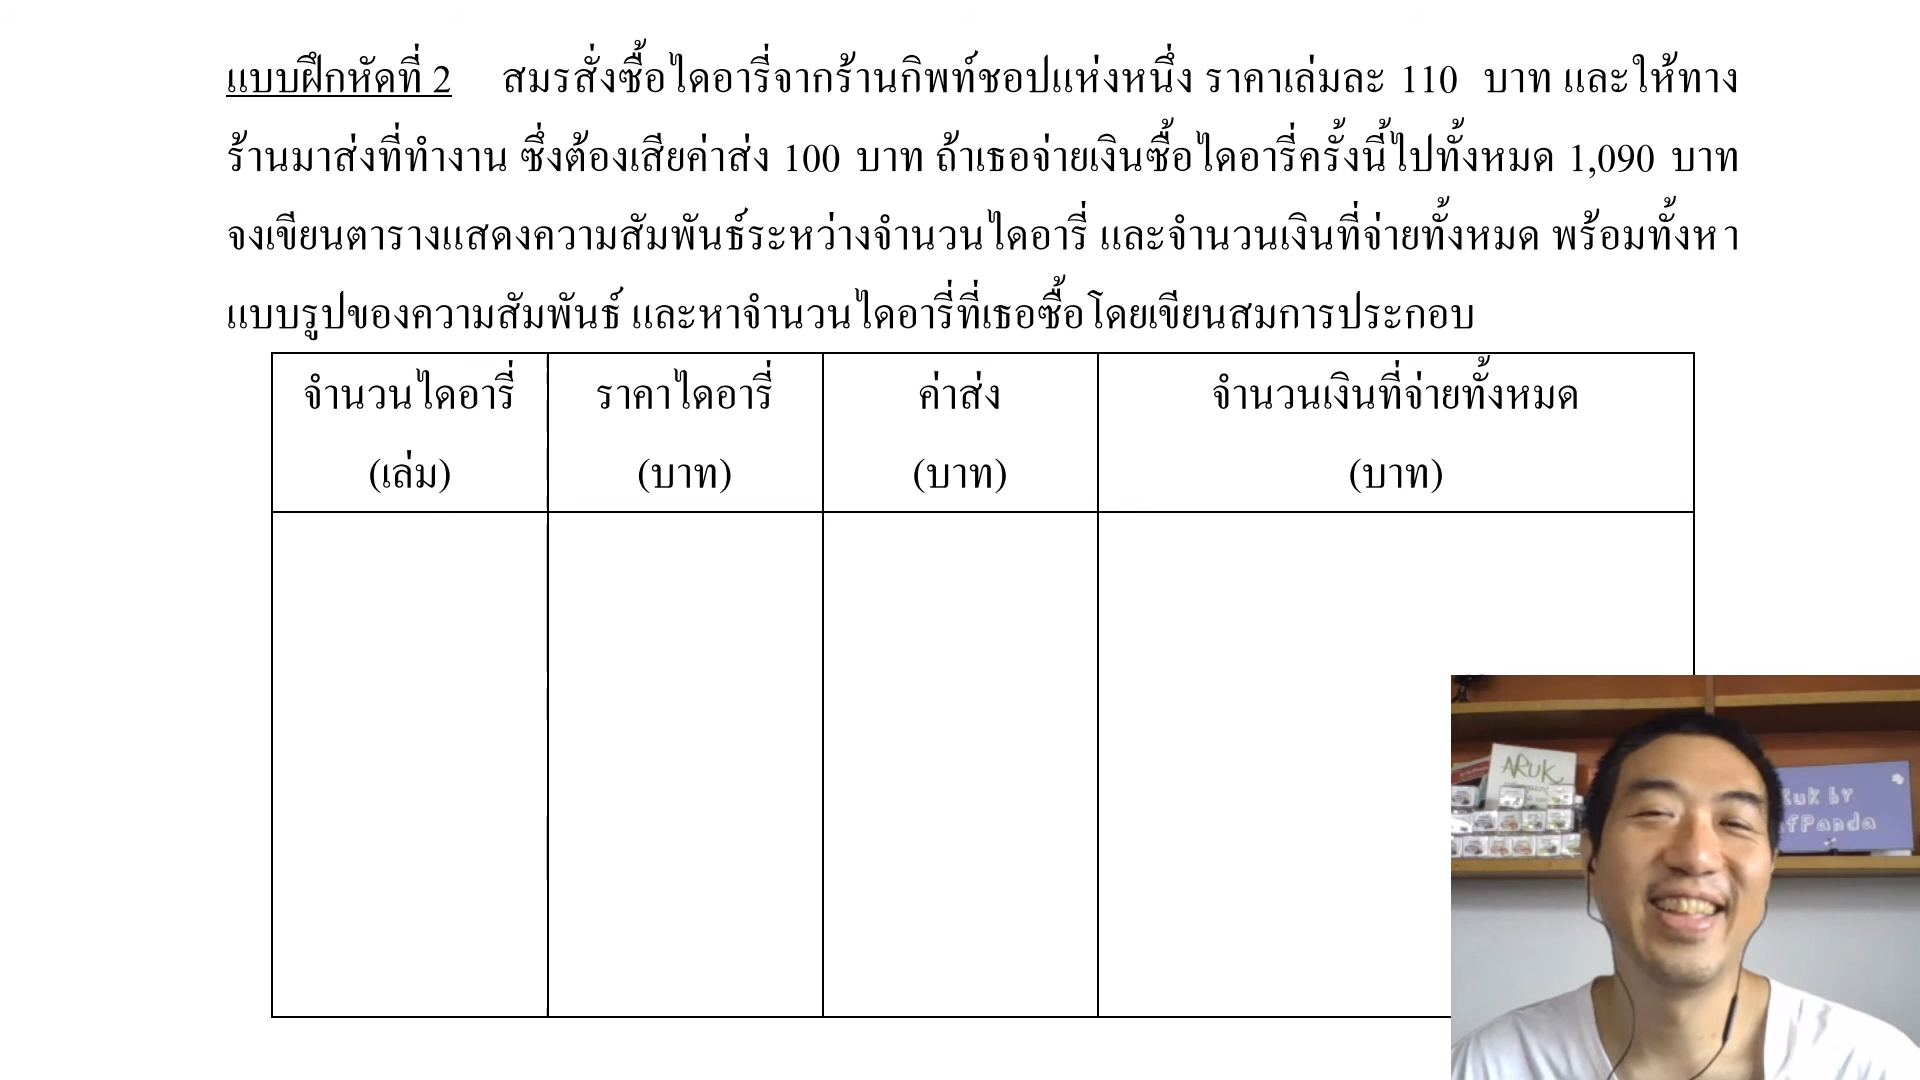 แบบฝึกหัดที่ 2 สมรสั่งซื้อไดอารี่จากร้านกิพท์ชอปแห่งหนึ่ง ราคาเล่มละ 110 บาท และให้ทาง
ร้านมาส่งที่ทำงาน ซึ่งต้องเสียค่าส่ง 100 บาท ถ้าเธอจ่ายเงินซื้อไดอารี่ครั้งนี้ไปทั้งหมด 1,090 บาท
จงเขียนตารางแสดงความสัมพันธ์ระหว่างจำนวนไดอารี่ และจำนวนเงินที่จ่ายทั้งหมด พร้อมทั้งหา
แบบรูปของความสัมพันธ์ และหาจำนวนไดอารี่ที่เธอซื้อโดยเขียนสมการประกอบ
จำนวนไดอารี่ ราคาไดอารี่ ค่าส่ง จำนวนเงินที่จ่ายทั้งหมด
(เล่ม) (บาท) (บาท) (บาท)
ARUK